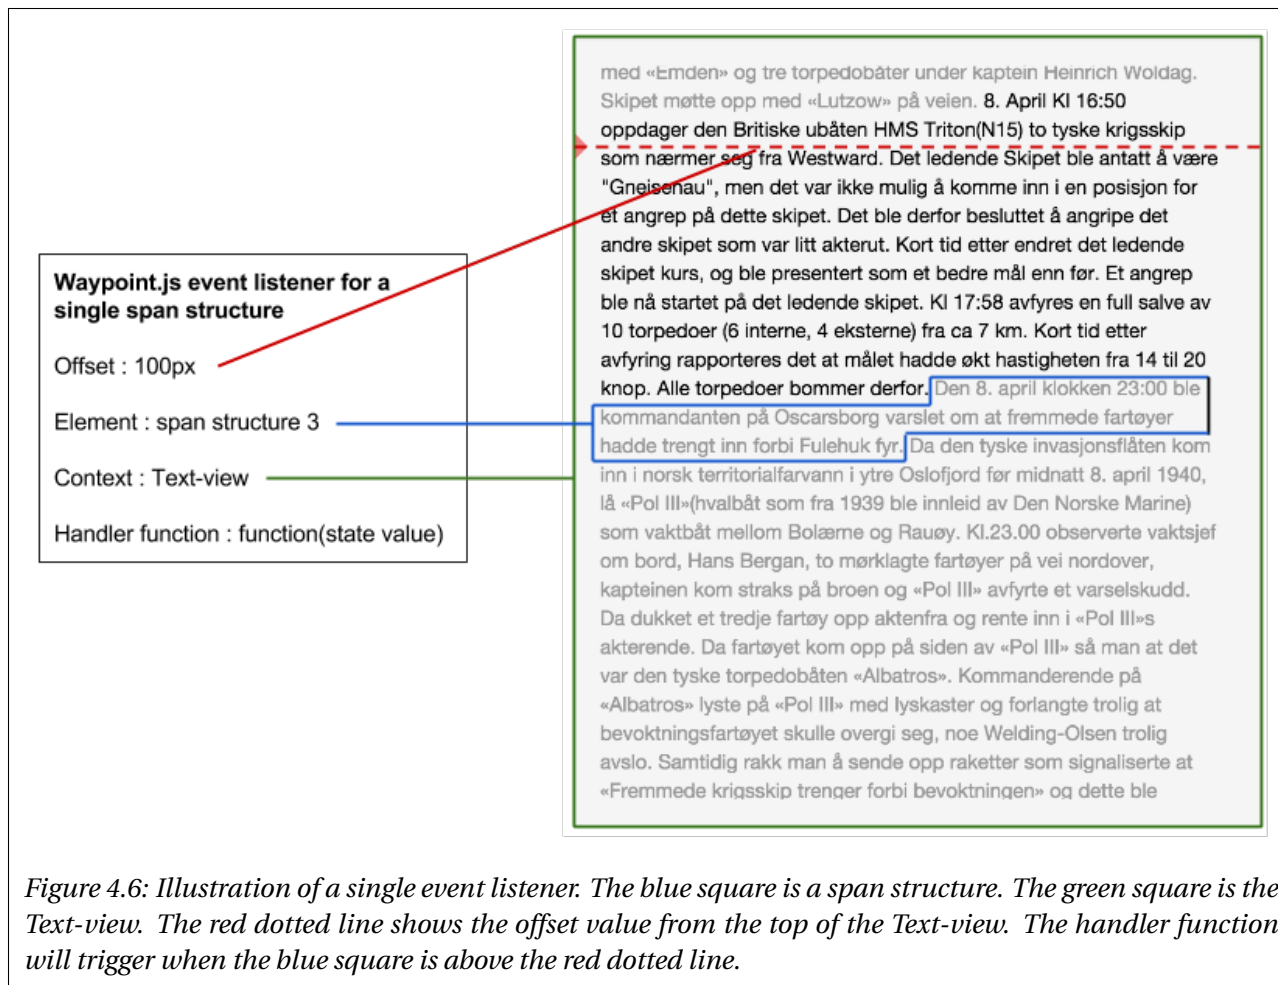 Waypoint.js event listener for a
single span structure
Offset : 100px
Element : span structure 3
Context : Text-view
Handler function : function(state value)
med «Emden» og tre torpedobåter under kaptein Heinrich Woldag.
Skipet møtte opp med «Lutzow» på veien. 8. April Kl 16:50
oppdager den Britiske ubåten HMS Triton(N15) to tyske krigsskip
som nærmer seg fra Westward. Det ledende Skipet ble antatt å være
"Gneisenau", men det var ikke mulig å komme inn i en posisjon for
et angrep på dette skipet. Det ble derfor besluttet å angripe det
andre skipet som var litt akterut. Kort tid etter endret det ledende
skipet kurs, og ble presentert som et bedre mål enn før. Et angrep
ble nå startet på det ledende skipet. Kl 17:58 avfyres en full salve av
10 torpedoer (6 interne, 4 eksterne) fra ca 7 km. Kort tid etter
avfyring rapporteres det at målet hadde økt hastigheten fra 14 til 20
knop. Alle torpedoer bommer derfor. Den 8. april klokken 23:00 ble
kommandanten på Oscarsborg varslet om at fremmede fartøyer
hadde trengt inn forbi Fulehuk fyr. Da den tyske invasjonsflåten kom
inn i norsk territorialfarvann i ytre Oslofjord før midnatt 8. april 1940,
lå «Pol III»(hvalbåt som fra 1939 ble innleid av Den Norske Marine)
som vaktbåt mellom Bolærne og Rauøy. Kl.23.00 observerte vaktsjef
om bord, Hans Bergan, to mørklagte fartøyer på vei nordover,
kapteinen kom straks på broen og «Pol III» avfyrte et varselskudd.
Da dukket et tredje fartøy opp aktenfra og rente inn i «Pol III»s
akterende. Da fartøyet kom opp på siden av «Pol III» så man at det
var den tyske torpedobåten «Albatros». Kommanderende på
«Albatros» lyste på «Pol III» med lyskaster og forlangte trolig at
bevoktningsfartøyet skulle overgi seg, noe Welding-Olsen trolig
avslo. Samtidig rakk man å sende opp raketter som signaliserte at
«Fremmede krigsskip trenger forbi bevoktningen» og dette ble
Figure 4.6: Illustration of a single event listener. The blue square is a span structure. The green square is the
Text-view. The red dotted line shows the offset value from the top of the Text-view. The handler function
will trigger when the blue square is above the red dotted line.